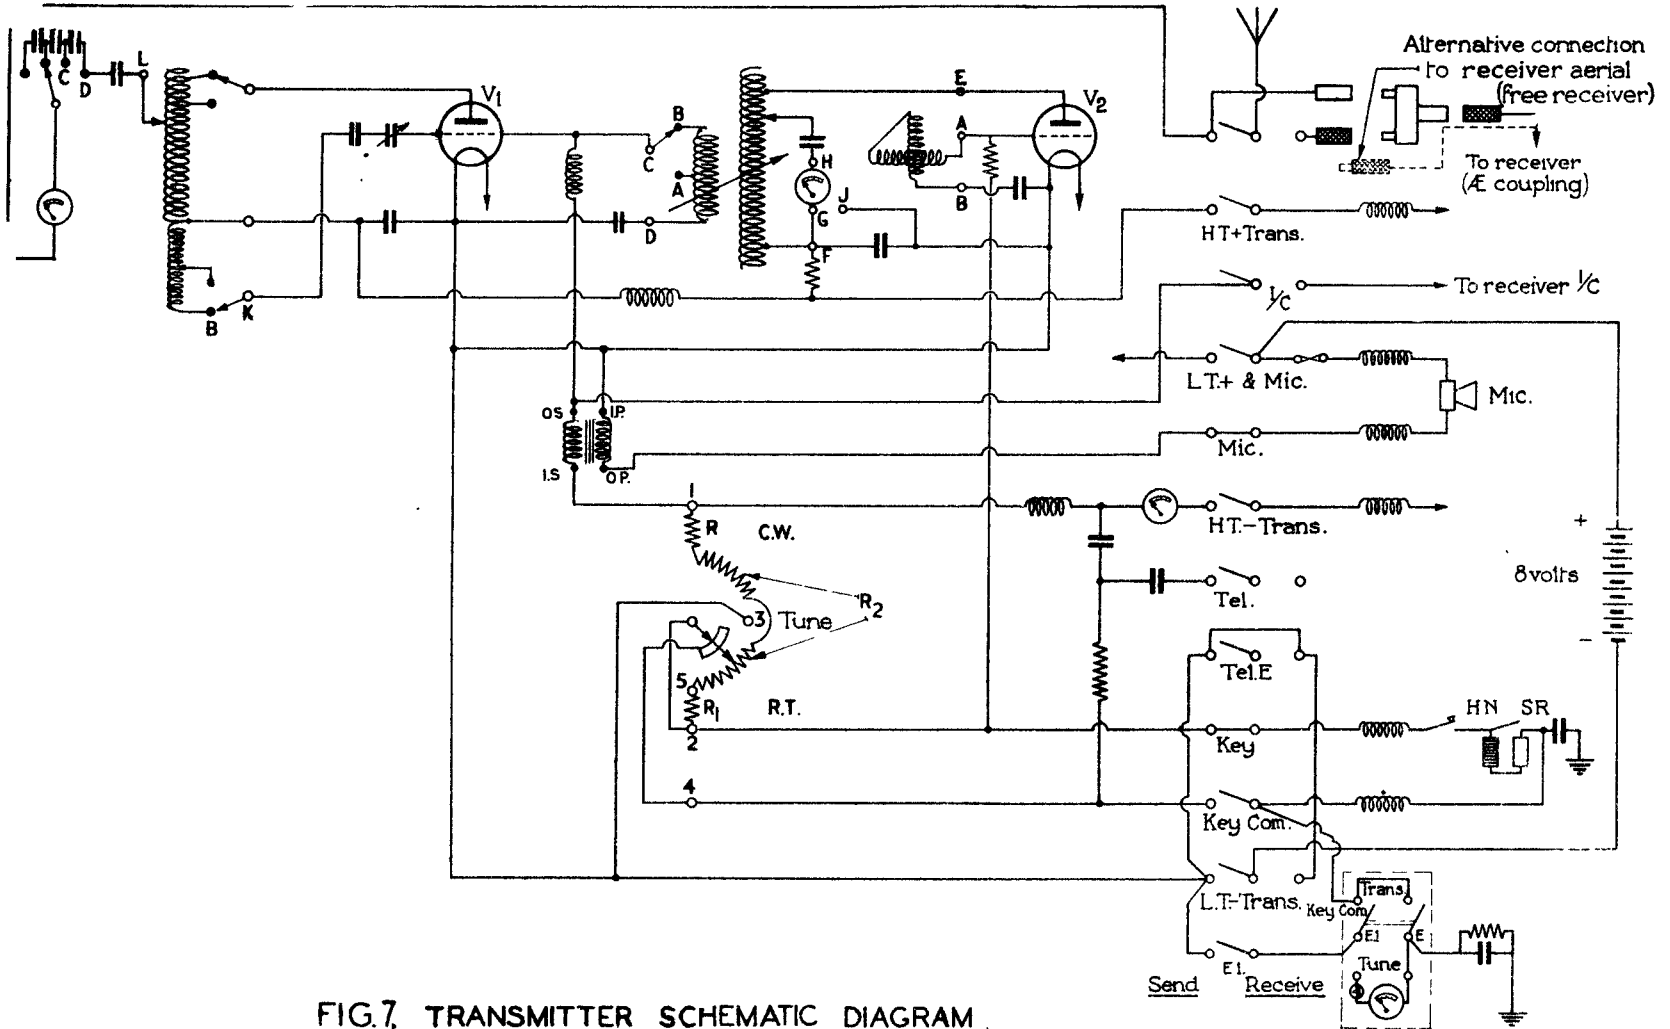 Alternative connection
to receiver aerial
(free receiver)
L
C
D
V1
B
C
A
D
E
V2
A
H
G
J
B
F
To receiver
(Æ coupling)
HT+Trans.
B
K
I/C
To receiver I/C
L.T.+ & Mic.
Mic.
O.S.
I.P.
Mic.
I.S
O.P.
1
R
C.W.
HT.-Trans.
+
8 volts
-
Tel.
R2
3
Tune
Tel.E
5
R1
R.T.
2
Key
HN
SR
4
Key Com.
L.T.-Trans.
Trans.
Key Com
E.1
E
E1.
Tune
Send
Receive
FIG.7. TRANSMITTER SCHEMATIC DIAGRAM.